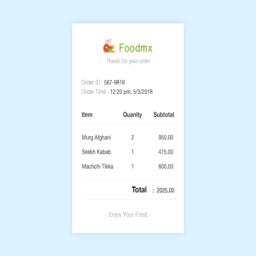 Foodmx
Thanks for your order
Order ID : 567-9R16
Order Time : 12:20 pm, 5/3/2018
Item Quanity Subtotal
Murg Afghani 2 950.00
Seekh Kabab 1 475.00
Machchi Tikka 1 600.00
Total : 2025.00
Enjoy Your Food